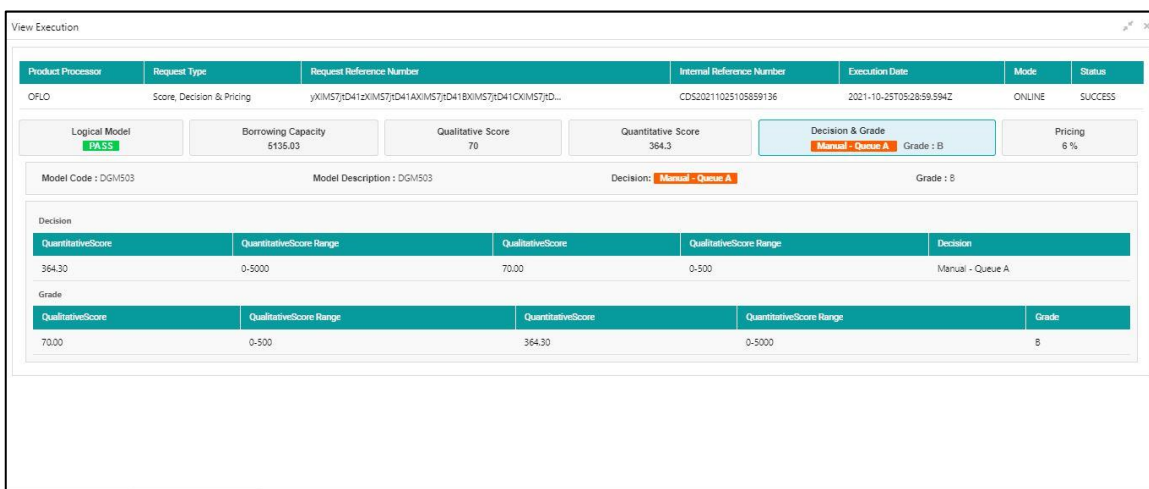 View Execution
Product Processor Request Type Request Reference Number Internal Reference Number Execution Date Mode Status
OFLO Score, Decision & Pricing yXIMS7JtD41zXIMS7JtD41AXIMS7JtD41BXIMS7JtD41CXIMS7JtD... CDS20211025105859136 2021-10-25T05:28:59.594Z ONLINE SUCCESS
Logical Model Borrowing Capacity Qualitative Score Quantitative Score Decision & Grade Pricing
PASS 5135.03 70 364.3 Manual - Queue A Grade : B 6 %
Model Code : DGM503 Model Description : DGM503 Decision: Manual - Queue A Grade : B
Decision
QuantitativeScore QuantitativeScore Range QualitativeScore QualitativeScore Range Decision
364.30 0-5000 70.00 0-500 Manual - Queue A
Grade
QualitativeScore QualitativeScore Range QuantitativeScore QuantitativeScore Range Grade
70.00 0-500 364.30 0-5000 B